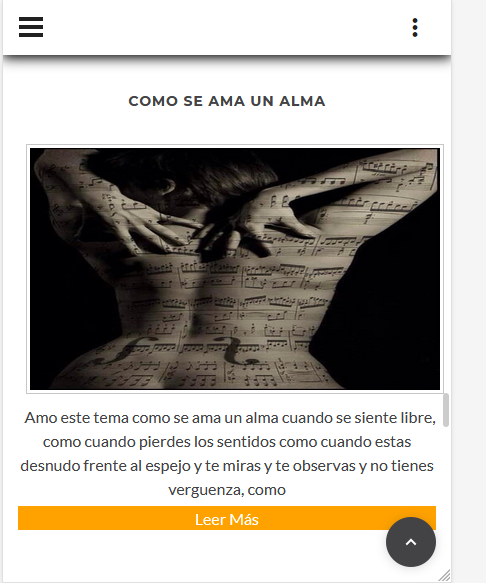 COMO SE AMA UN ALMA
Amo este tema como se ama un alma cuando se siente libre,
como cuando pierdes los sentidos como cuando estas
desnudo frente al espejo y te miras y te observas y no tienes
verguenza, como
Leer Más